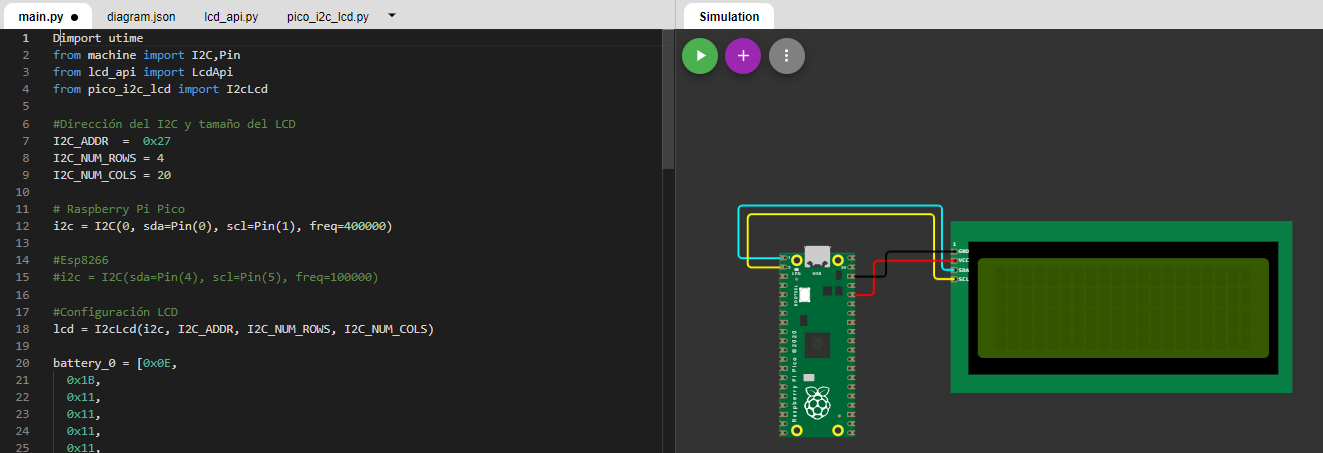 main.py ●
diagram.json
lcd_api.py
pico_i2c_lcd.py
Simulation
1 Dimport utime
2 from machine import I2C,Pin
3 from lcd_api import LcdApi
4 from pico_i2c_lcd import I2cLcd
5
6 #Dirección del I2C y tamaño del LCD
7 I2C_ADDR  =  0x27
8 I2C_NUM_ROWS = 4
9 I2C_NUM_COLS = 20
10
11 # Raspberry Pi Pico
12 i2c = I2C(0, sda=Pin(0), scl=Pin(1), freq=400000)
13
14 #Esp8266
15 #i2c = I2C(sda=Pin(4), scl=Pin(5), freq=100000)
16
17 #Configuración LCD
18 lcd = I2cLcd(i2c, I2C_ADDR, I2C_NUM_ROWS, I2C_NUM_COLS)
19
20 battery_0 = [0x0E,
21 0x1B,
22 0x11,
23 0x11,
24 0x11,
25 0x11,
LED
USB
BOOTSEL
Raspberry Pi Pico ©2020
1
GND
VCC
SDA
SCL